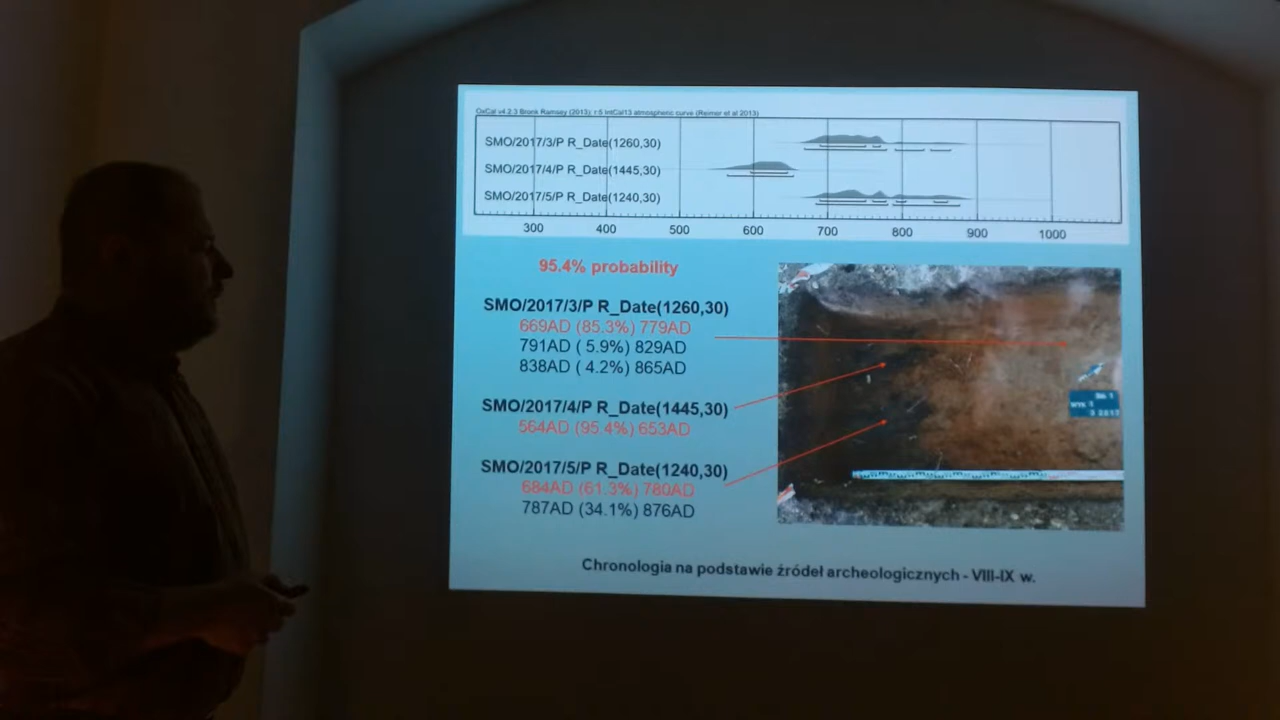 OxCal v4.2.3 Bronk Ramsey (2013); r:5 IntCal13 atmospheric curve (Reimer et al 2013)
SMO/2017/3/P R_Date(1260,30)
SMO/2017/4/P R_Date(1445,30)
SMO/2017/5/P R_Date(1240,30)
300 400 500 600 700 800 900 1000
95.4% probability
SMO/2017/3/P R_Date(1260,30)
669AD (85.3%) 779AD
791AD ( 5.9%) 829AD
838AD ( 4.2%) 865AD
SMO/2017/4/P R_Date(1445,30)
564AD (95.4%) 653AD
SMO/2017/5/P R_Date(1240,30)
684AD (61.3%) 780AD
787AD (34.1%) 876AD
Chronologia na podstawie źródeł archeologicznych - VIII-IX w.